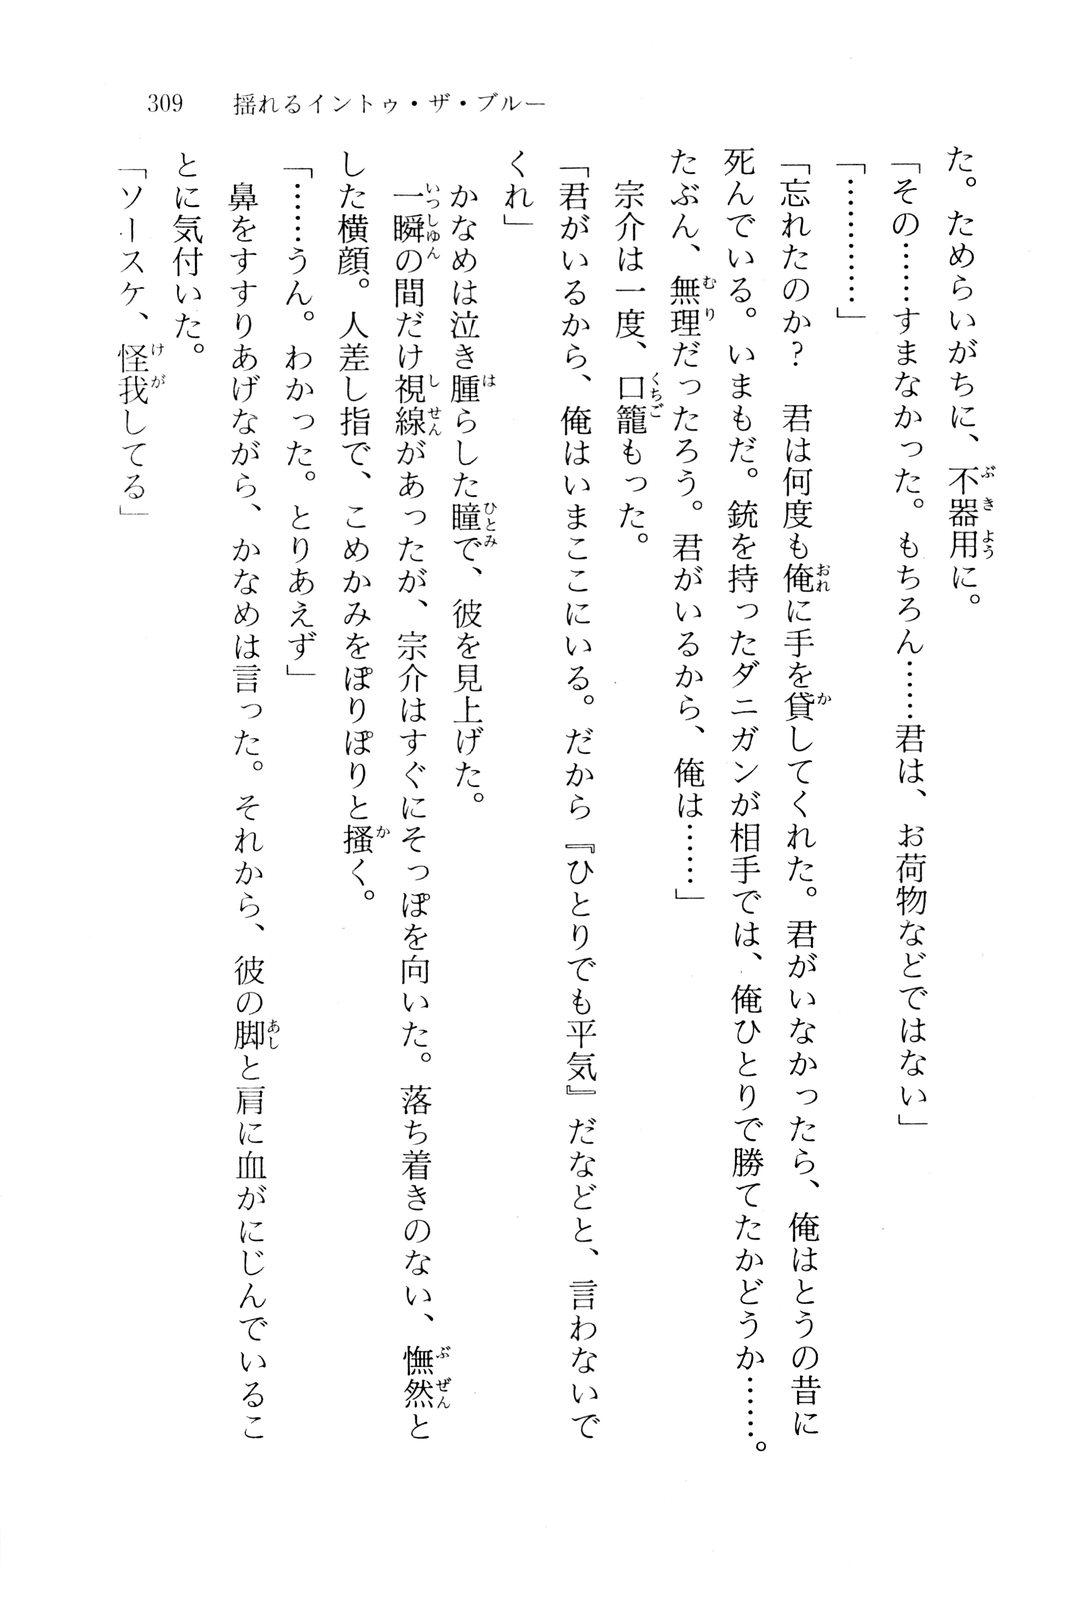 309　揺れるイントゥ・ザ・ブルー
た。ためらいがちに、不器用に。
「その……すまなかった。もちろん……君は、お荷物などではない」
「…………」
「忘れたのか?　君は何度も俺に手を貸してくれた。君がいなかったら、俺はとうの昔に
死んでいる。いまもだ。銃を持ったダニガンが相手では、俺ひとりで勝てたかどうか……。
たぶん、無理だったろう。君がいるから、俺は……」
　宗介は一度、口籠もった。
「君がいるから、俺はいまここにいる。だから『ひとりでも平気』だなどと、言わないで
くれ」
　かなめは泣き腫らした瞳で、彼を見上げた。
　一瞬の間だけ視線があったが、宗介はすぐにそっぽを向いた。落ち着きのない、憮然と
した横顔。人差し指で、こめかみをぽりぽりと掻く。
「……うん。わかった。とりあえず」
　鼻をすすりあげながら、かなめは言った。それから、彼の脚と肩に血がにじんでいるこ
とに気付いた。
「ソースケ、怪我してる」